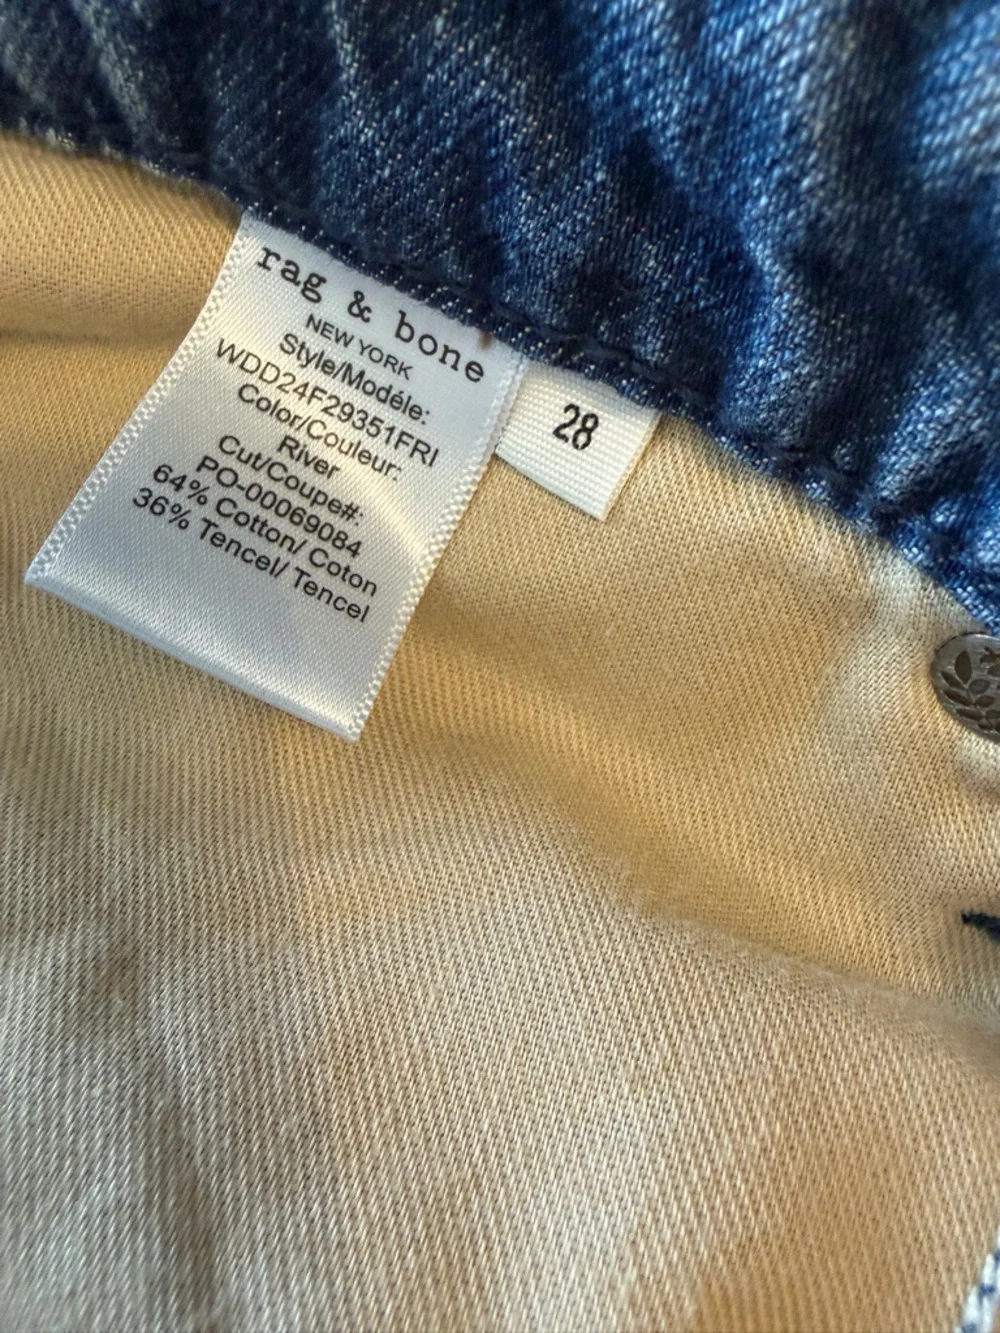 rag & bone
NEW YORK
Style/Modéle:
WDD24F29351FRI
Color/Couleur:
River
Cut/Coupe#:
PO-00069084
64% Cotton/ Coton
36% Tencel/ Tencel
28